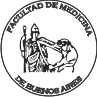 FACULTAD DE MEDICINA
DE BUENOS AIRES